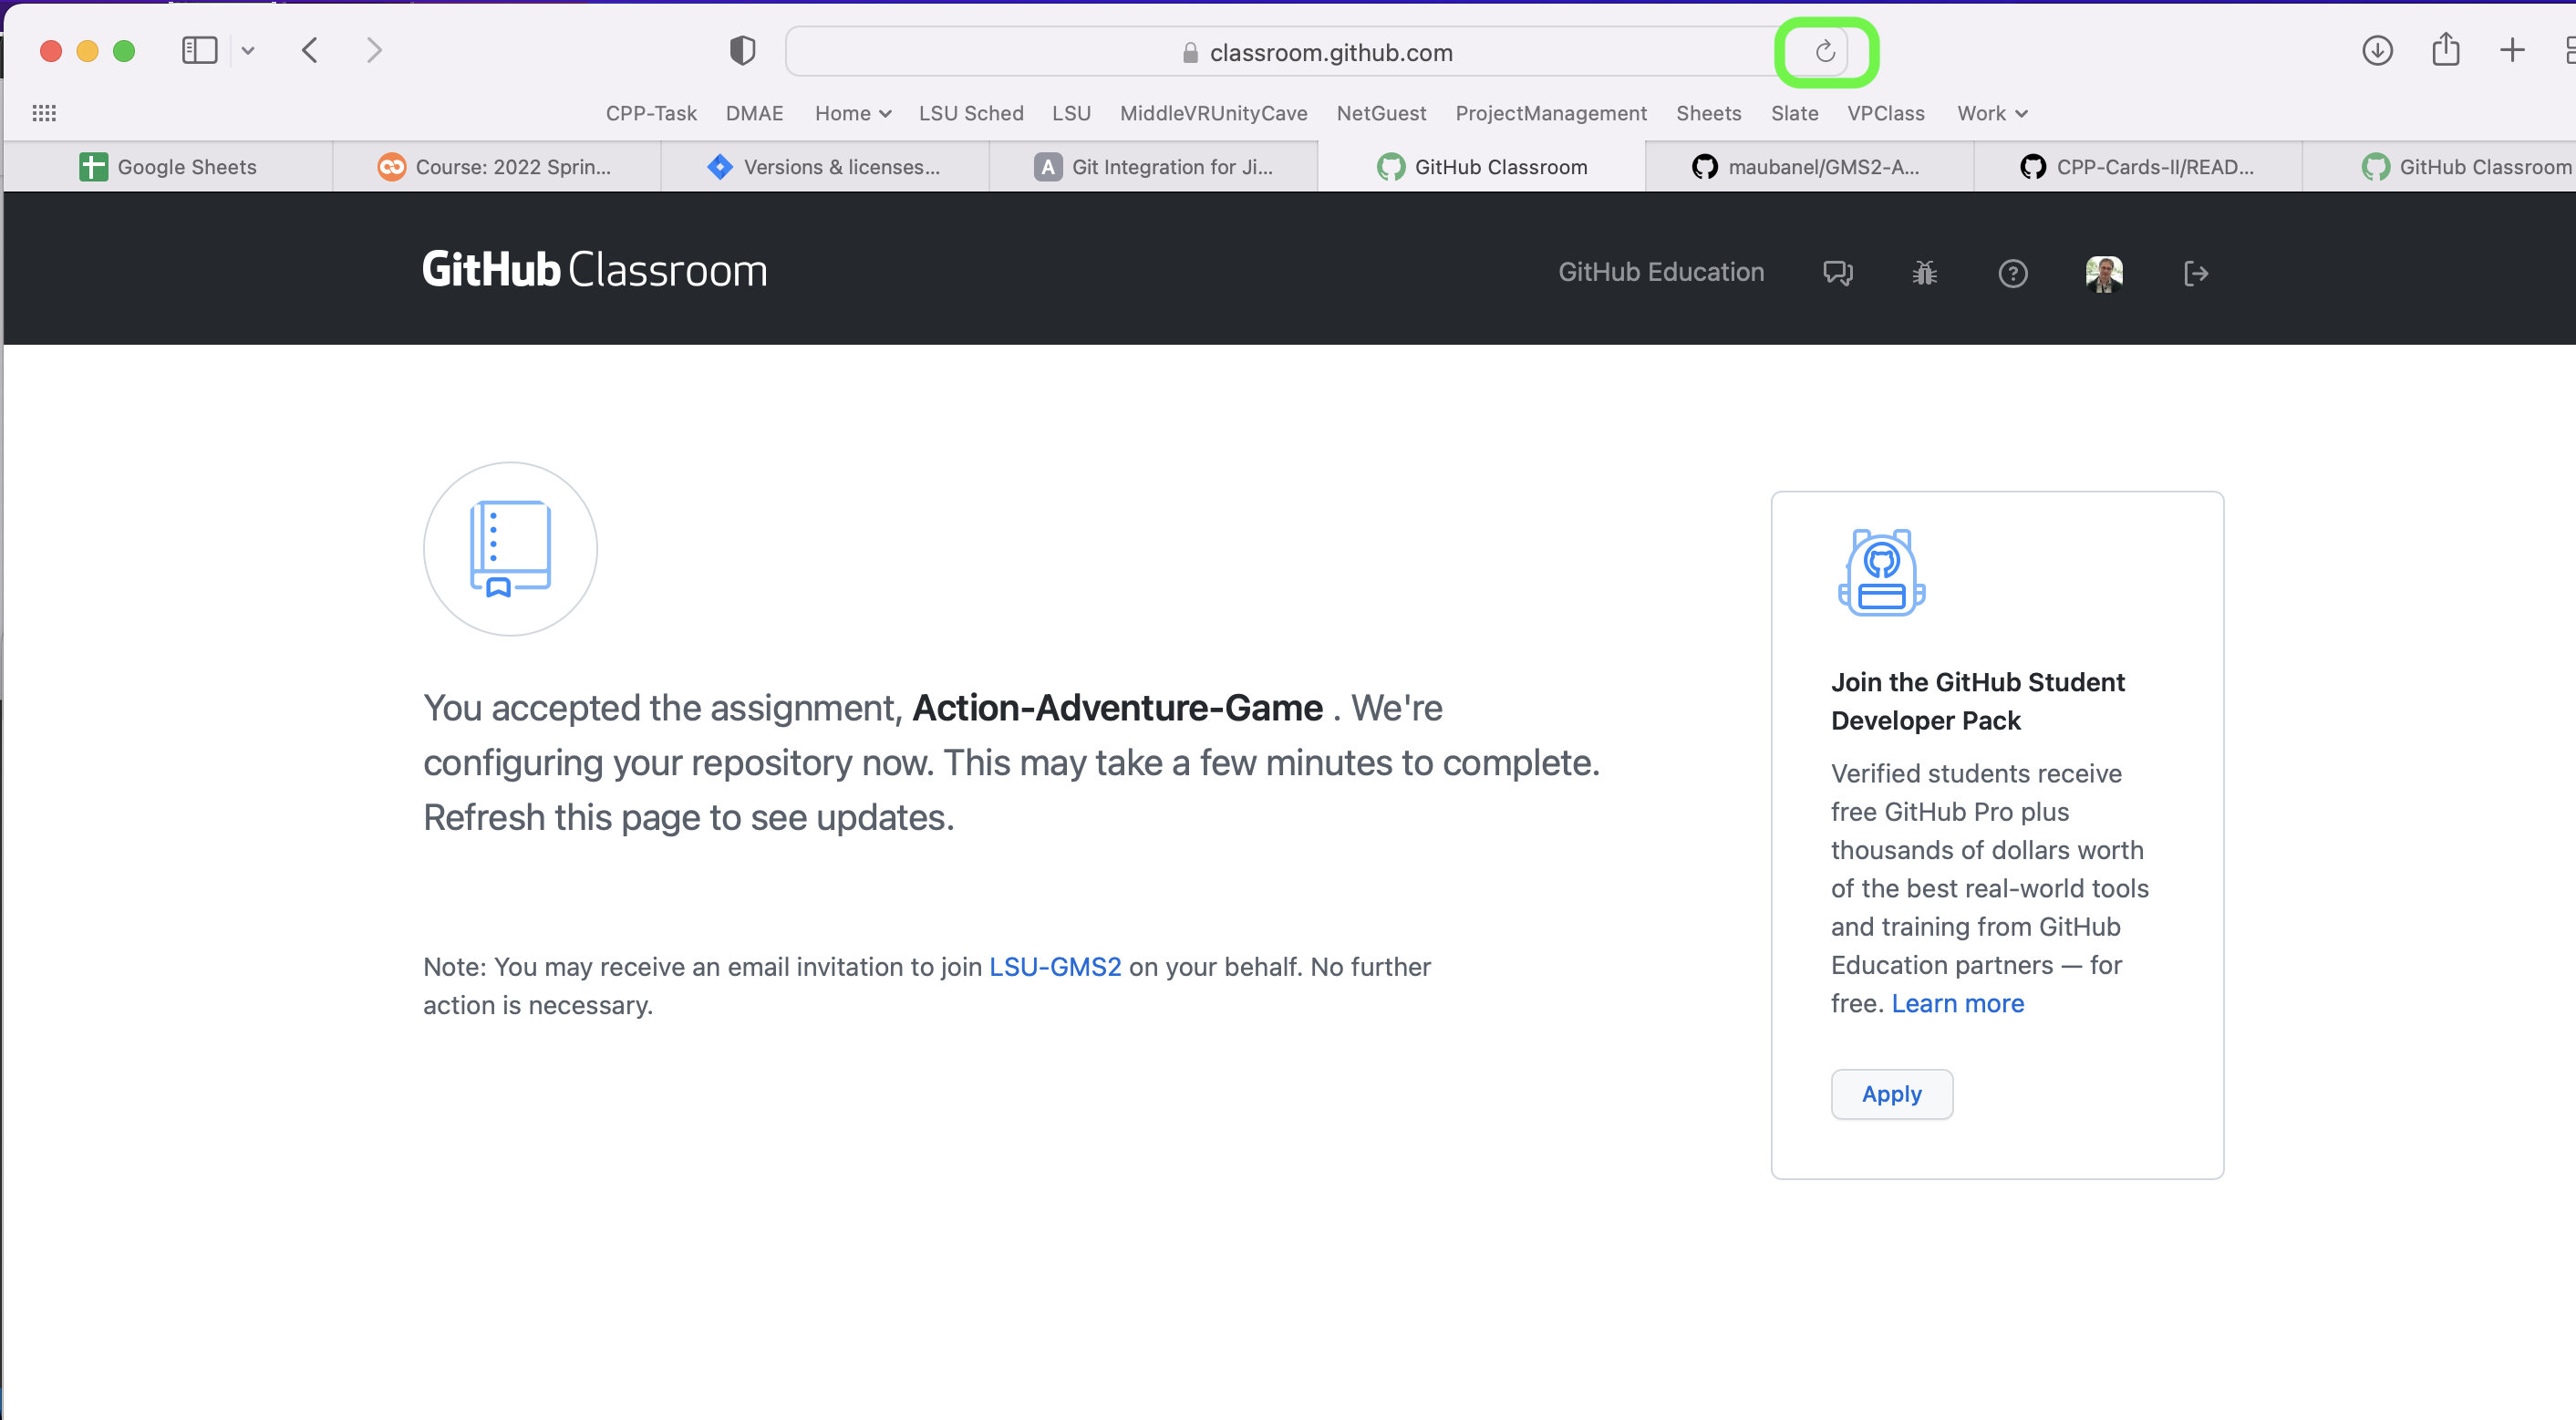 classroom.github.com
CPP-Task DMAE Home LSU Sched LSU MiddleVRUnityCave NetGuest ProjectManagement Sheets Slate VPClass Work
Google Sheets Course: 2022 Sprin... Versions & licenses... A Git Integration for Ji... GitHub Classroom maubanel/GMS2-A... CPP-Cards-II/READ... GitHub Classroom
GitHub Classroom GitHub Education
You accepted the assignment, Action-Adventure-Game . We're
configuring your repository now. This may take a few minutes to complete.
Refresh this page to see updates.
Note: You may receive an email invitation to join LSU-GMS2 on your behalf. No further
action is necessary.
Join the GitHub Student
Developer Pack
Verified students receive
free GitHub Pro plus
thousands of dollars worth
of the best real-world tools
and training from GitHub
Education partners — for
free. Learn more
Apply